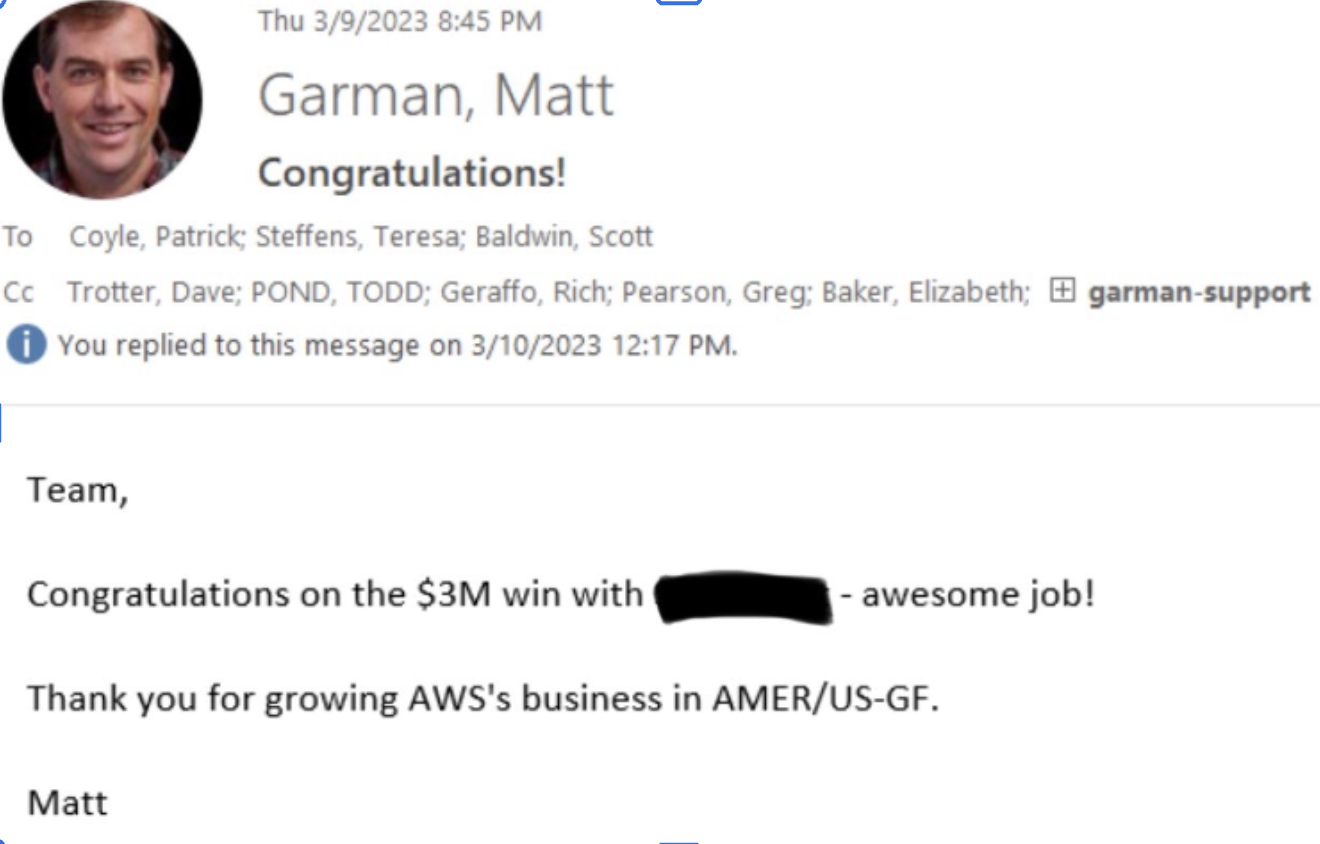 Thu 3/9/2023 8:45 PM
Garman, Matt
Congratulations!
To Coyle, Patrick; Steffens, Teresa; Baldwin, Scott
Cc Trotter, Dave; POND, TODD; Geraffo, Rich; Pearson, Greg; Baker, Elizabeth; garman-support
You replied to this message on 3/10/2023 12:17 PM.
Team,
Congratulations on the $3M win with - awesome job!
Thank you for growing AWS's business in AMER/US-GF.
Matt